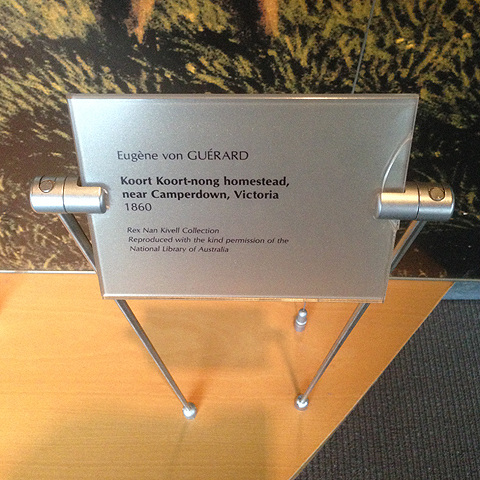 Eugène von GUÉRARD
Koort Koort-nong homestead,
near Camperdown, Victoria
1860
Rex Nan Kivell Collection
Reproduced with the kind permission of the
National Library of Australia